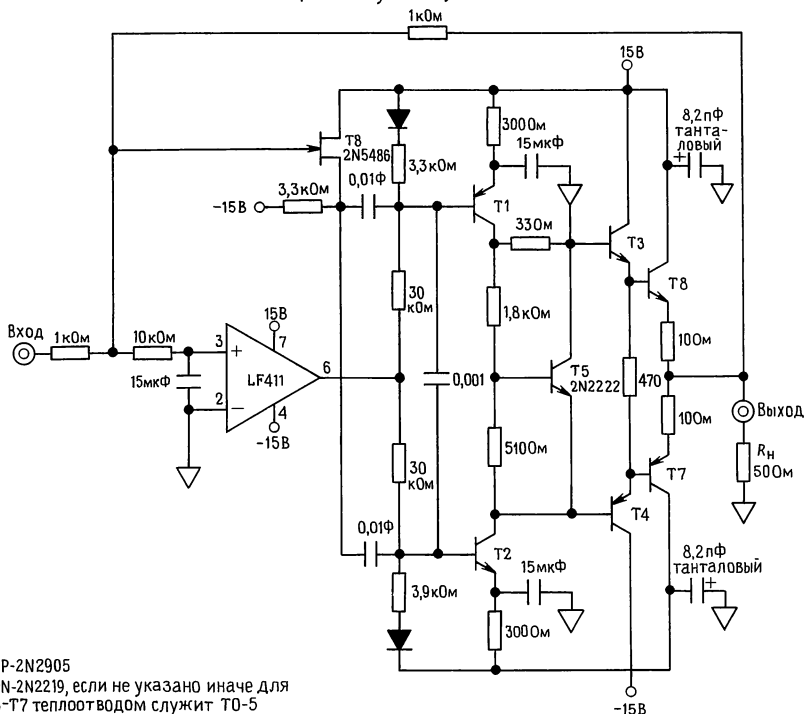 1кОм
15В
8,2пФ
танта-
ловый
+
T8
2N5486
3,3кОм
300Ом
15мкФ
3,3кОм
0,01Ф
-15В
T1
330м
T3
T8
30
кОм
1,8кОм
100м
Вход
1кОм
10кОм
15В
3
+
7
LF411
6
15мкФ
2
−
4
-15В
0,001
T5
2N2222
470
Выход
100м
30
кОм
510Ом
Rн
50Ом
T7
T4
0,01Ф
T2
15мкФ
8,2пФ
танталовый
+
3,9кОм
300Ом
P-2N2905
N-2N2219, если не указано иначе для
-T7 теплоотводом служит TO-5
-15В